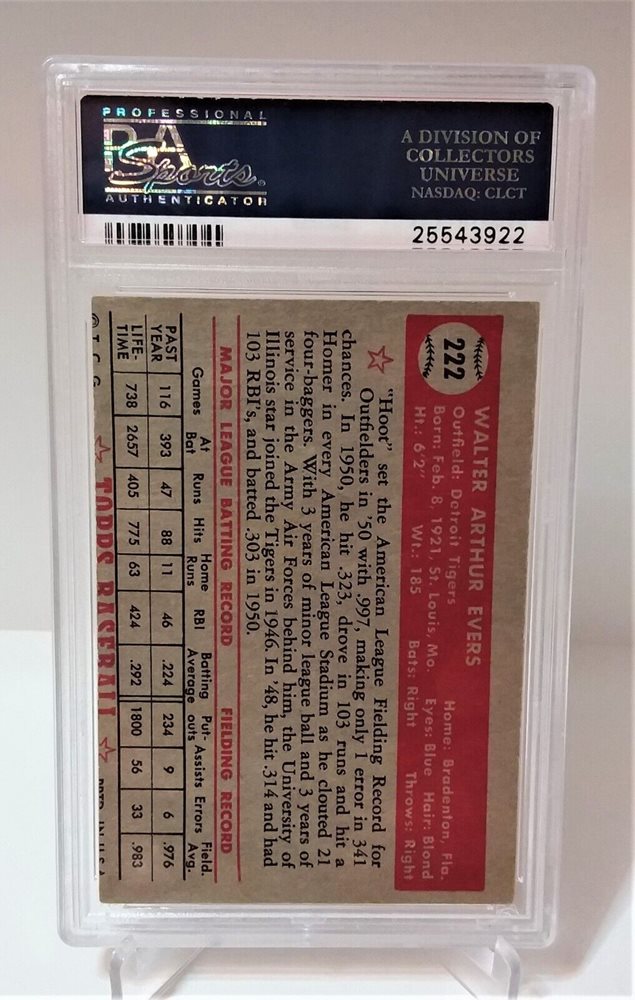 PROFESSIONAL
PSA
Sports
AUTHENTICATOR
A DIVISION OF
COLLECTORS
UNIVERSE
NASDAQ: CLCT
25543922
222
WALTER ARTHUR EVERS
Outfield: Detroit Tigers Home: Bradenton, Fla.
Born: Feb. 8, 1921, St. Louis, Mo. Eyes: Blue Hair: Blond
Ht.: 6'2" Wt.: 185 Bats: Right Throws: Right
"Hoot" set the American League Fielding Record for
Outfielders in '50 with .997, making only 1 error in 341
chances. In 1950, he hit .323, drove in 103 runs and hit a
Homer in every American League Stadium as he clouted 21
four-baggers. With 3 years of minor league ball and 3 years of
service in the Army Air Forces behind him, the University of
Illinois star joined the Tigers in 1946. In '48, he hit .314 and had
103 RBI's, and batted .303 in 1950.
MAJOR LEAGUE BATTING RECORD FIELDING RECORD
Games At Bat Runs Hits Home Runs RBI Batting Average Put-outs Assists Errors Field. Avg.
PAST YEAR 116 393 47 88 11 46 .224 234 9 6 .976
LIFE-TIME 738 2657 405 775 63 424 .292 1800 56 33 .983
TOPPS BASEBALL